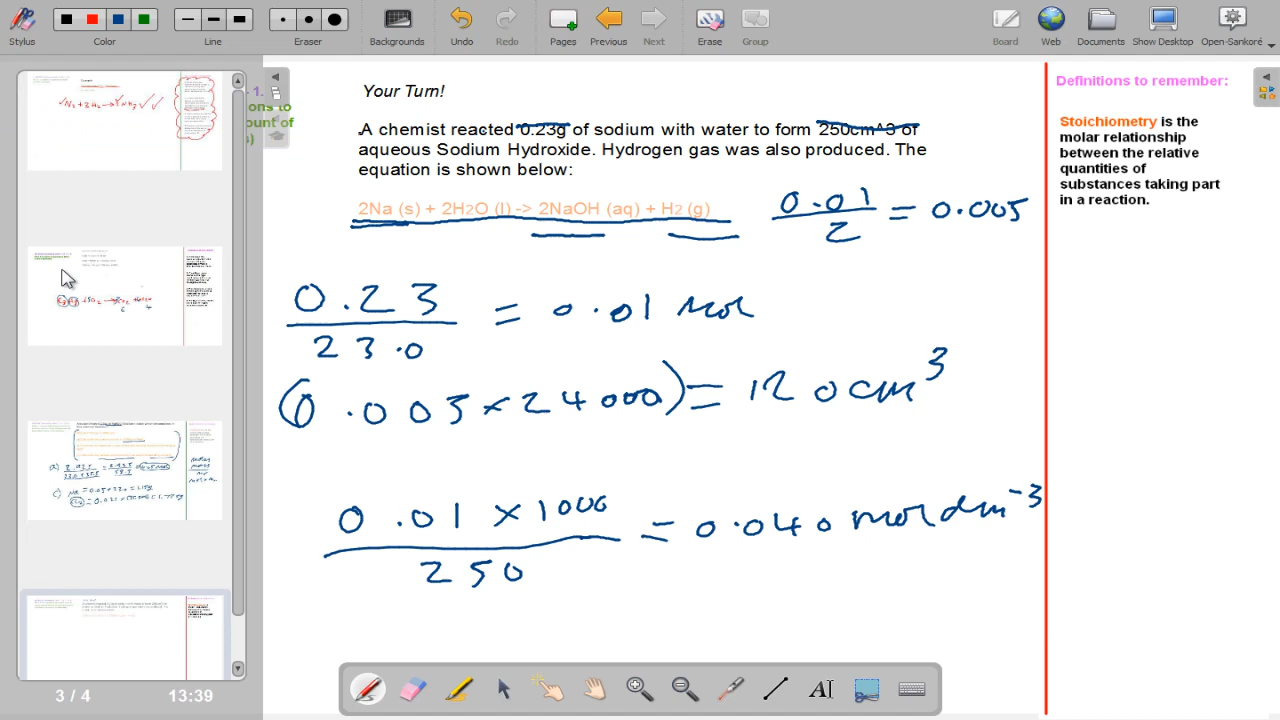 Stylus
Color
Line
Eraser
Backgrounds
Undo
Redo
Pages
Previous
Next
Erase
Group
Board
Web
Documents
Show Desktop
Open-Sankoré
1.
ons to
ount of
s)
Your Turn!
A chemist reacted 0.23g of sodium with water to form 250cm^3 of
aqueous Sodium Hydroxide. Hydrogen gas was also produced. The
equation is shown below:
2Na (s) + 2H2O (l) -> 2NaOH (aq) + H2 (g)
0.01 / 2 = 0.005
0.23 / 23.0 = 0.01 mol
(0.005 × 24000) = 120 cm³
0.01 × 1000 / 250 = 0.040 mol dm⁻³
Definitions to remember:
Stoichiometry is the
molar relationship
between the relative
quantities of
substances taking part
in a reaction.
3 / 4
13:39